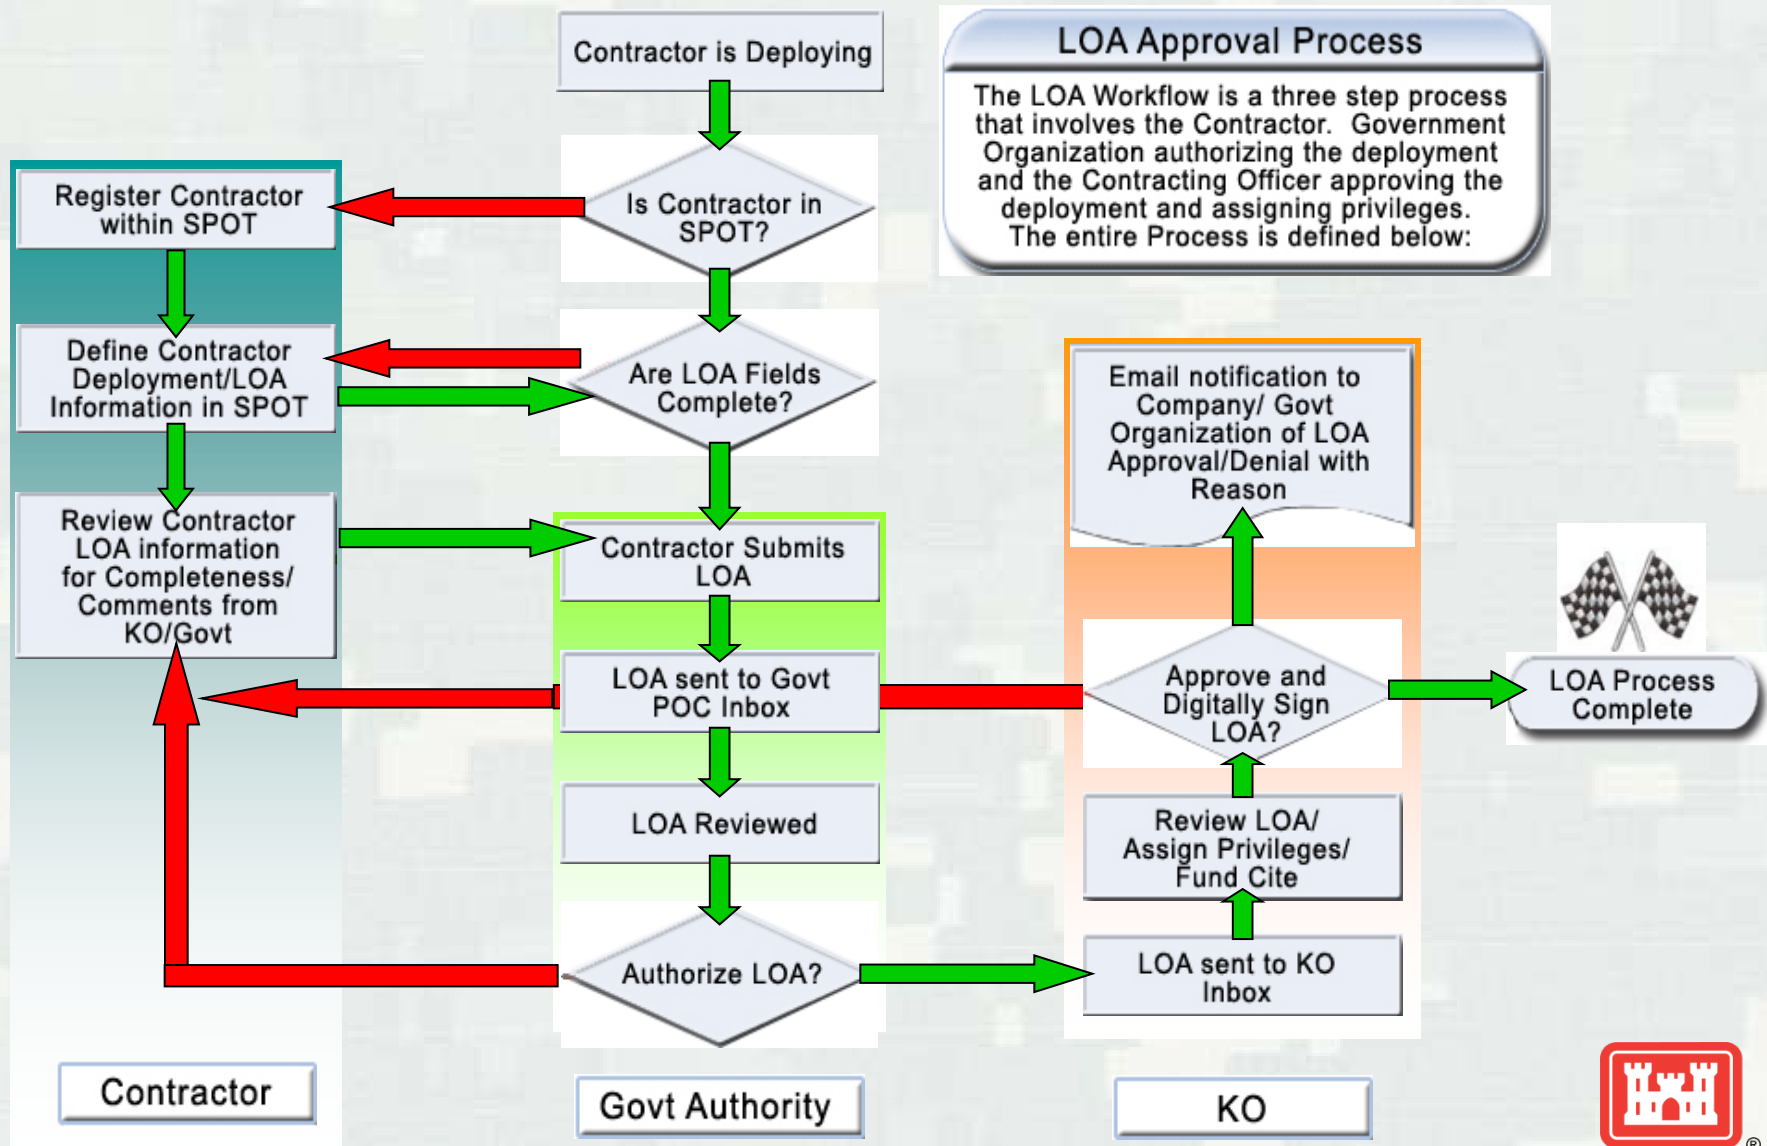 Contractor is Deploying
LOA Approval Process
The LOA Workflow is a three step process
that involves the Contractor. Government
Organization authorizing the deployment
and the Contracting Officer approving the
deployment and assigning privileges.
The entire Process is defined below:
Register Contractor
within SPOT
Is Contractor in
SPOT?
Define Contractor
Deployment/LOA
Information in SPOT
Are LOA Fields
Complete?
Email notification to
Company/ Govt
Organization of LOA
Approval/Denial with
Reason
Review Contractor
LOA information
for Completeness/
Comments from
KO/Govt
Contractor Submits
LOA
LOA sent to Govt
POC Inbox
Approve and
Digitally Sign
LOA?
LOA Process
Complete
LOA Reviewed
Review LOA/
Assign Privileges/
Fund Cite
Authorize LOA?
LOA sent to KO
Inbox
Contractor
Govt Authority
KO
®